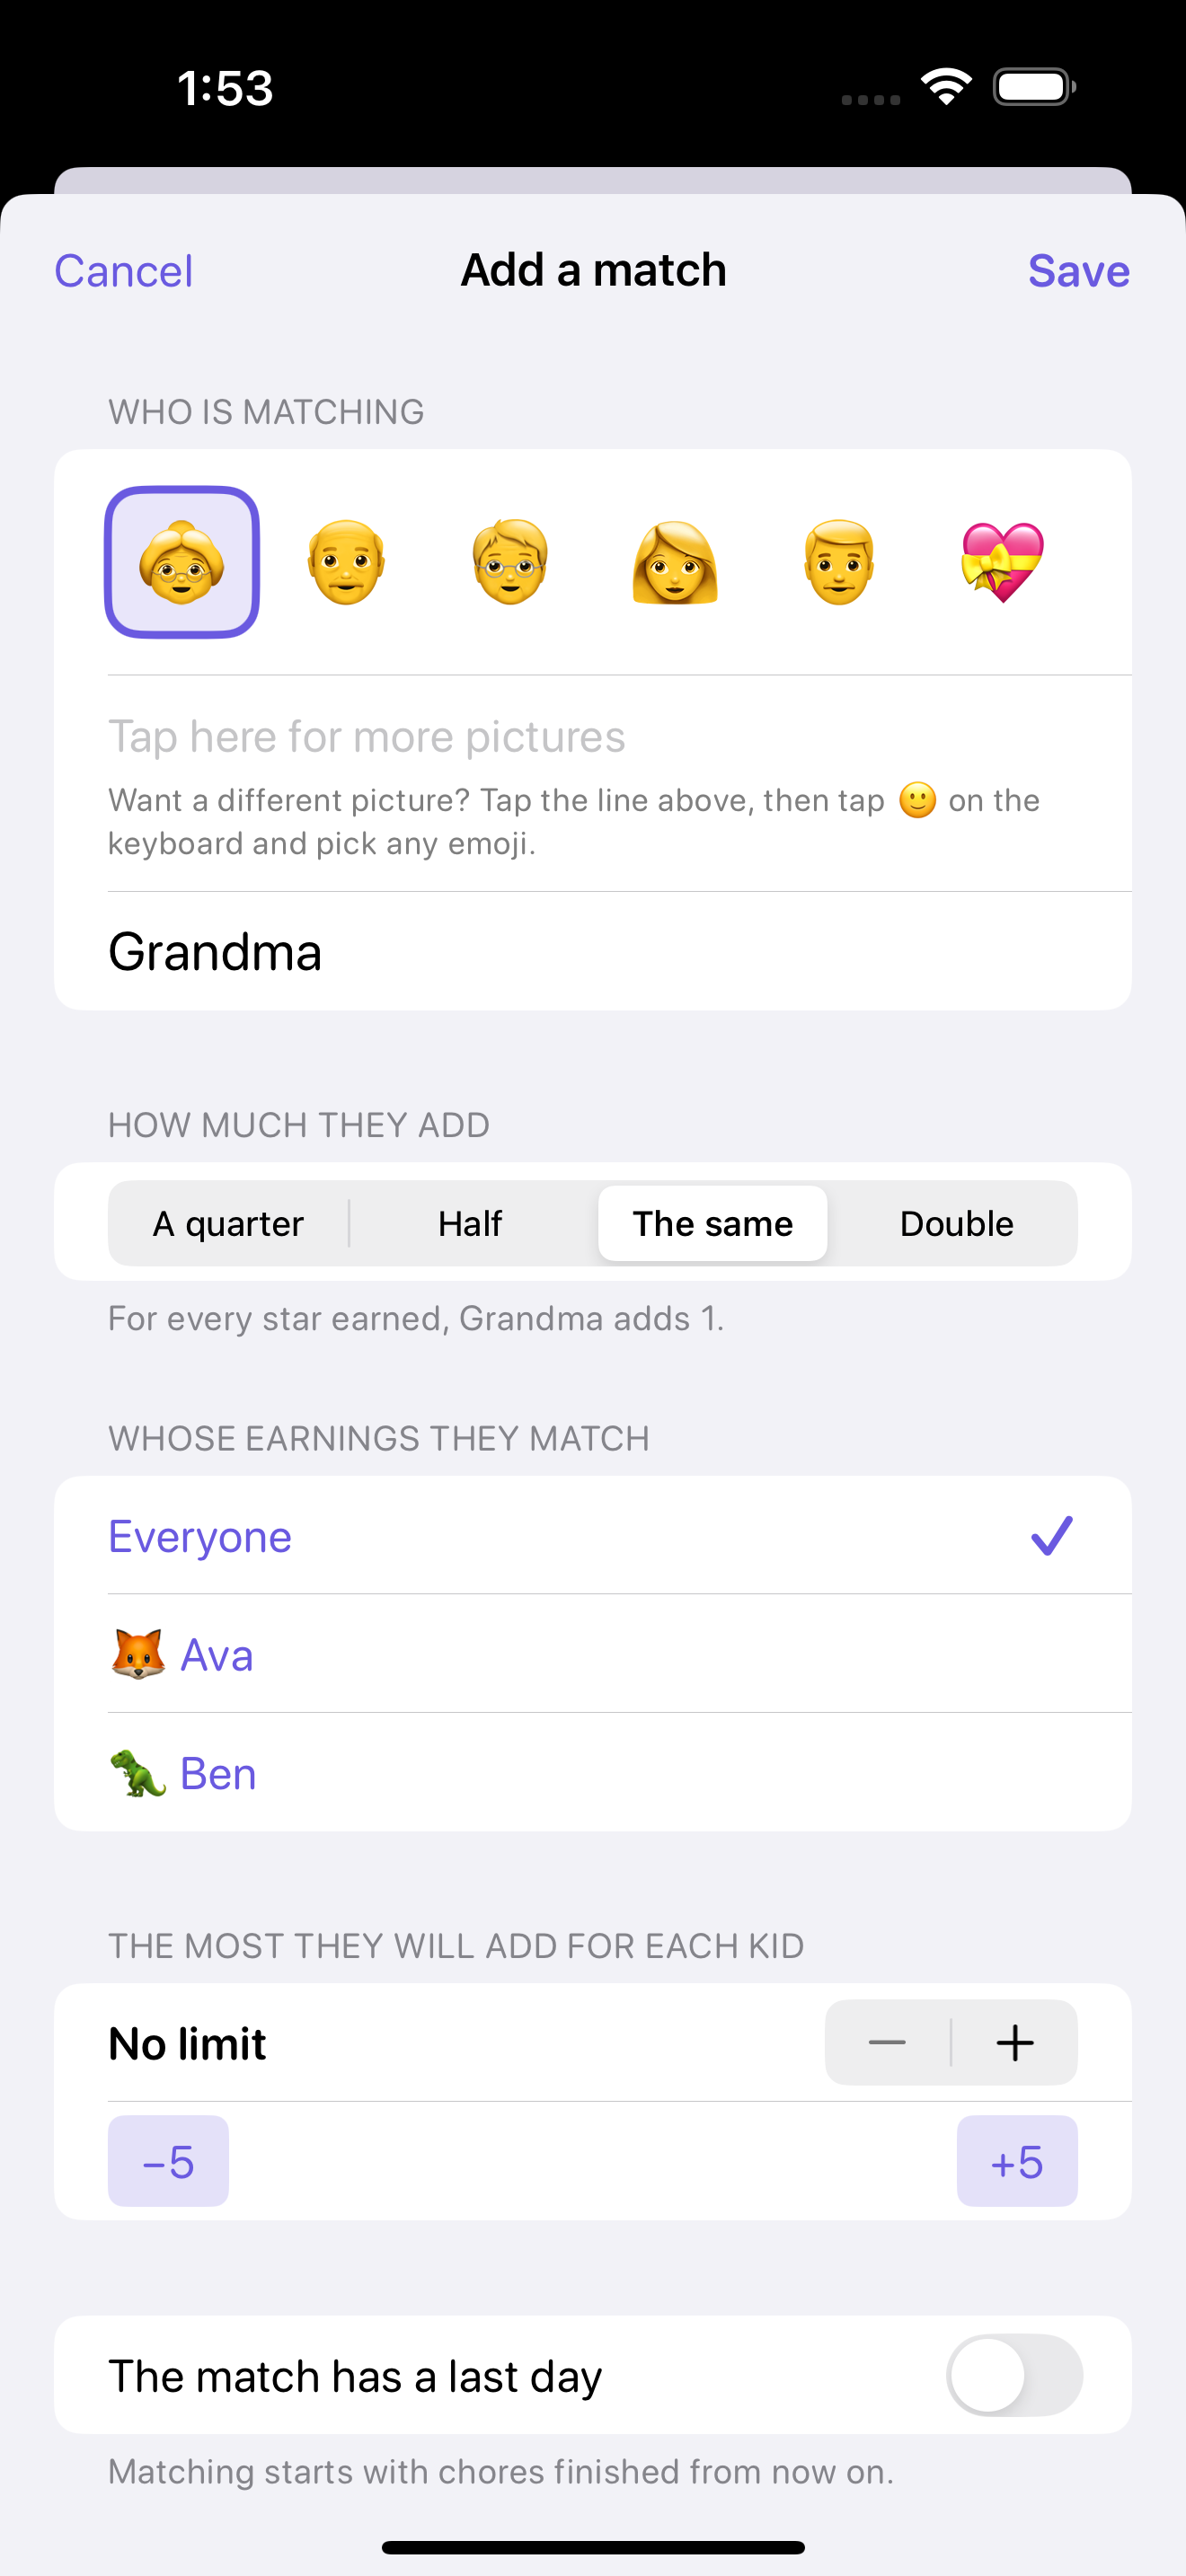 1:53
Cancel
Add a match
Save
WHO IS MATCHING
Tap here for more pictures
Want a different picture? Tap the line above, then tap 🙂 on the
keyboard and pick any emoji.
Grandma
HOW MUCH THEY ADD
A quarter
Half
The same
Double
For every star earned, Grandma adds 1.
WHOSE EARNINGS THEY MATCH
Everyone
Ava
Ben
THE MOST THEY WILL ADD FOR EACH KID
No limit
− +
−5
+5
The match has a last day
Matching starts with chores finished from now on.